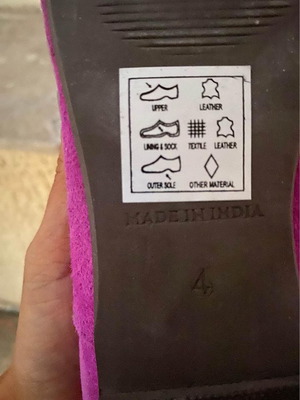 UPPER LEATHER
LINING & SOCK TEXTILE LEATHER
OUTER SOLE OTHER MATERIAL
MADE IN INDIA
4